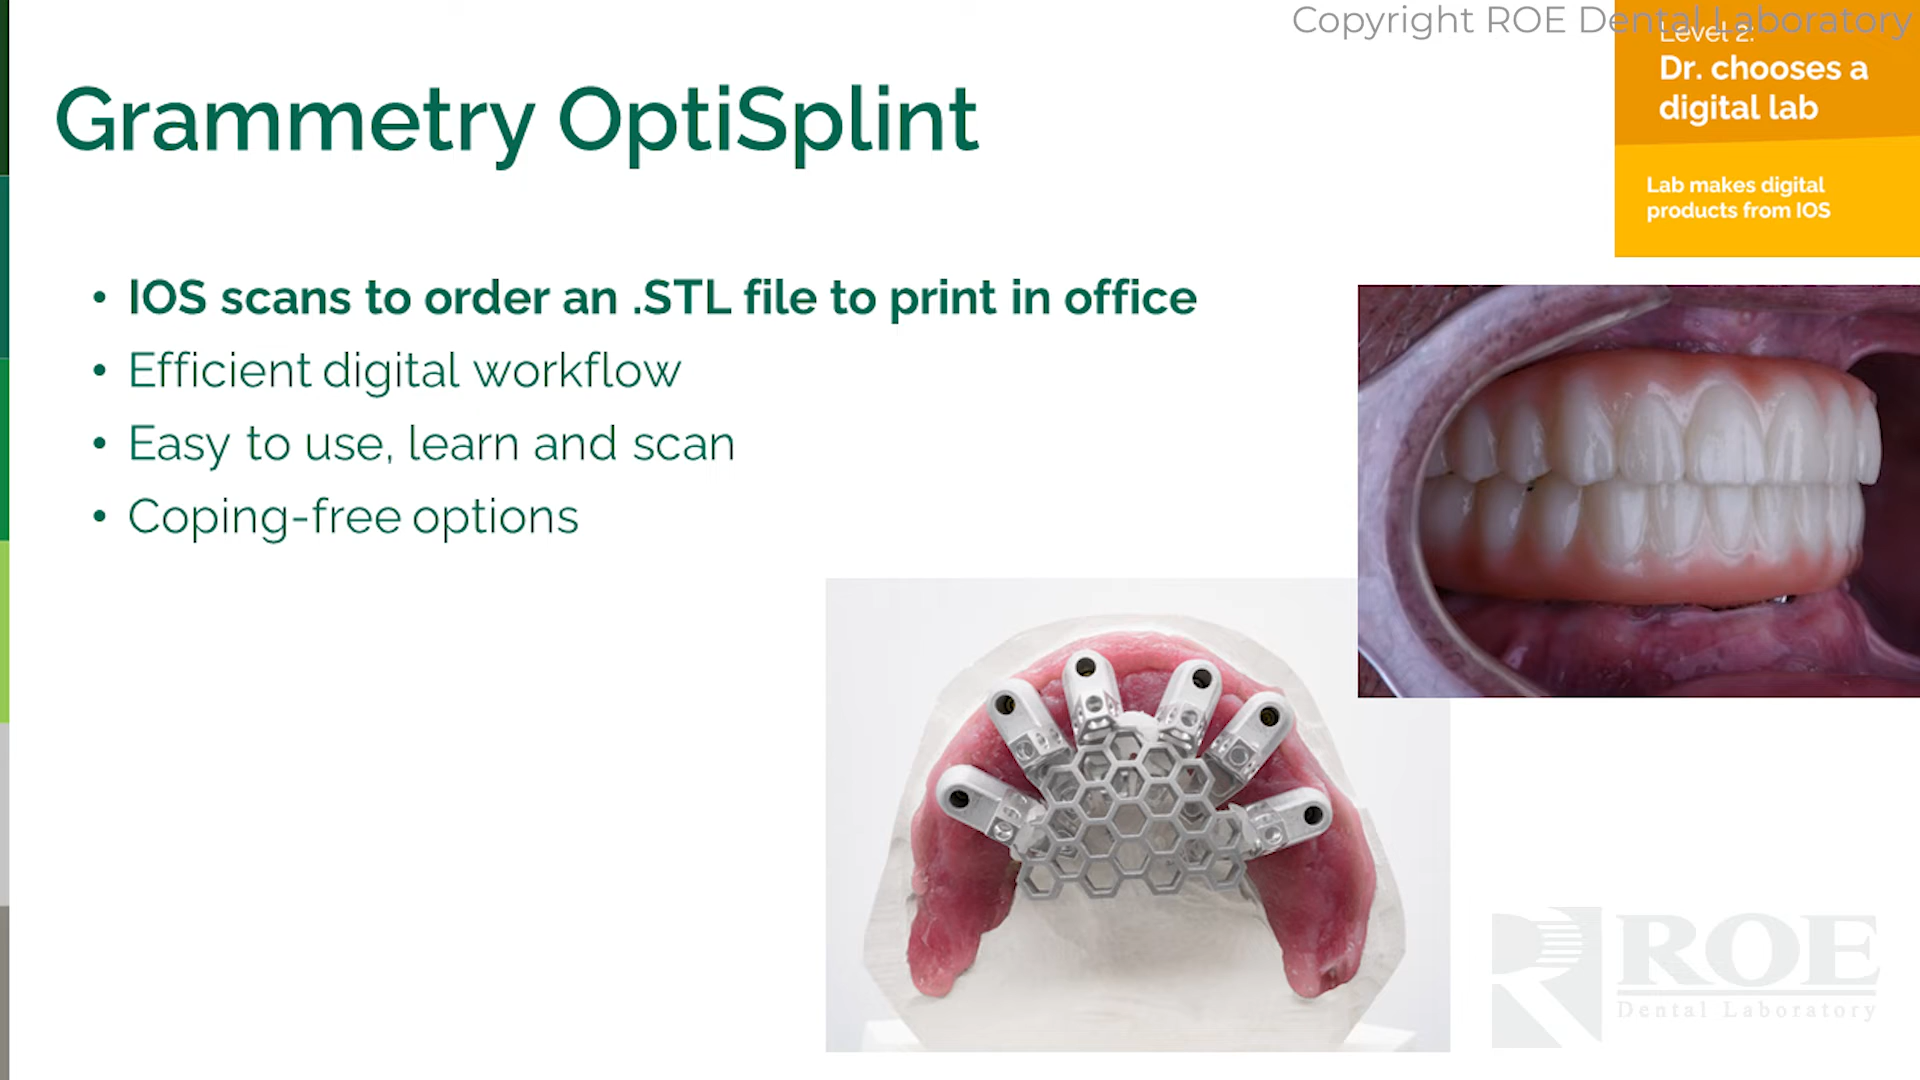 Copyright ROE Dental Laboratory
Level 2:
Dr. chooses a
digital lab
Lab makes digital
products from IOS
Grammetry OptiSplint
• IOS scans to order an .STL file to print in office
• Efficient digital workflow
• Easy to use, learn and scan
• Coping-free options
ROE
Dental Laboratory